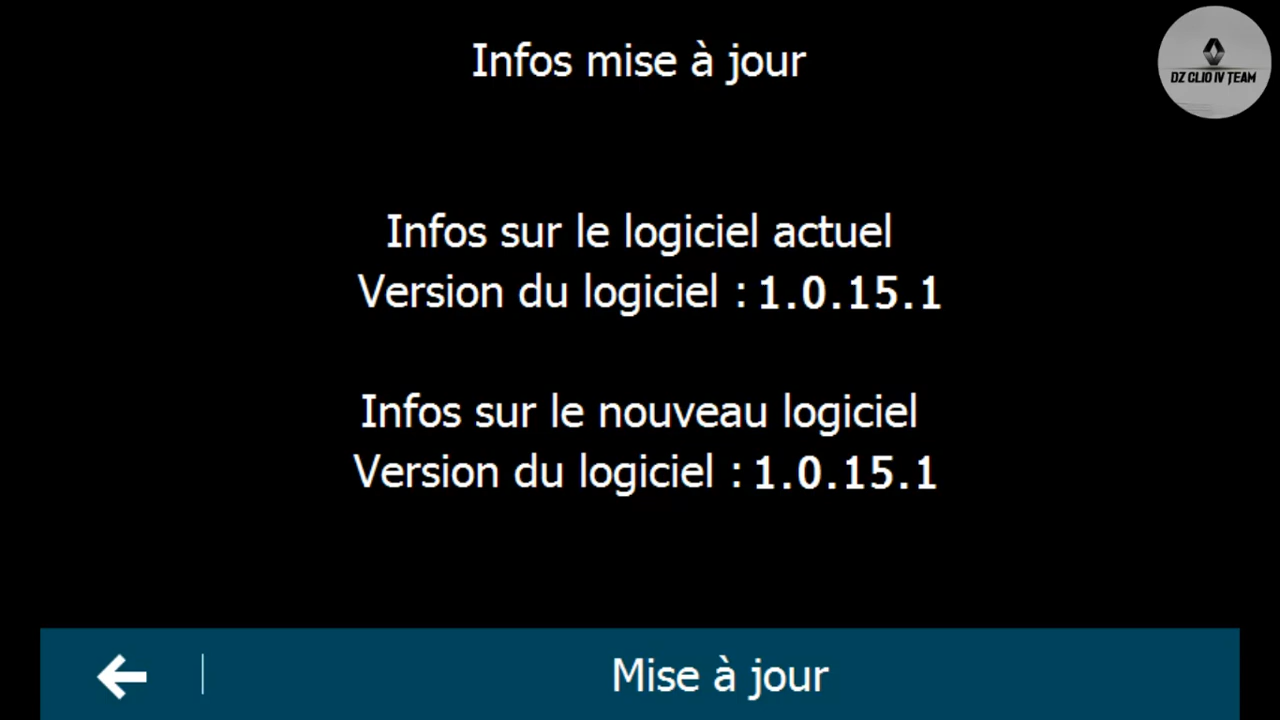 Infos mise à jour
DZ CLIO IV TEAM
Infos sur le logiciel actuel
Version du logiciel : 1.0.15.1
Infos sur le nouveau logiciel
Version du logiciel : 1.0.15.1
Mise à jour